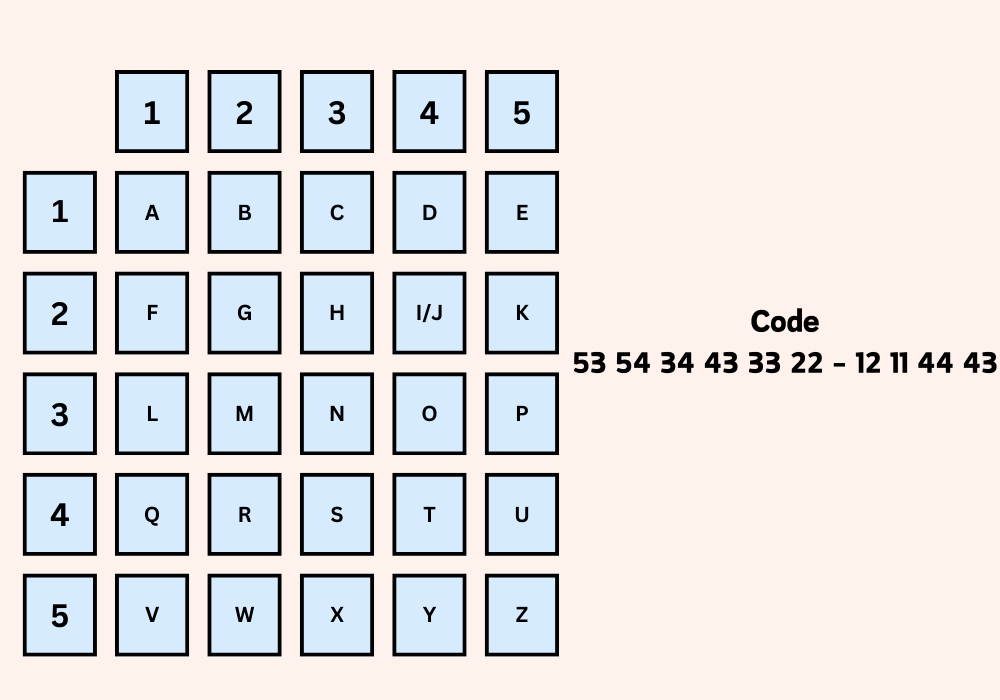 1 2 3 4 5
1 A B C D E
2 F G H I/J K
3 L M N O P
4 Q R S T U
5 V W X Y Z
Code
53 54 34 43 33 22 - 12 11 44 43